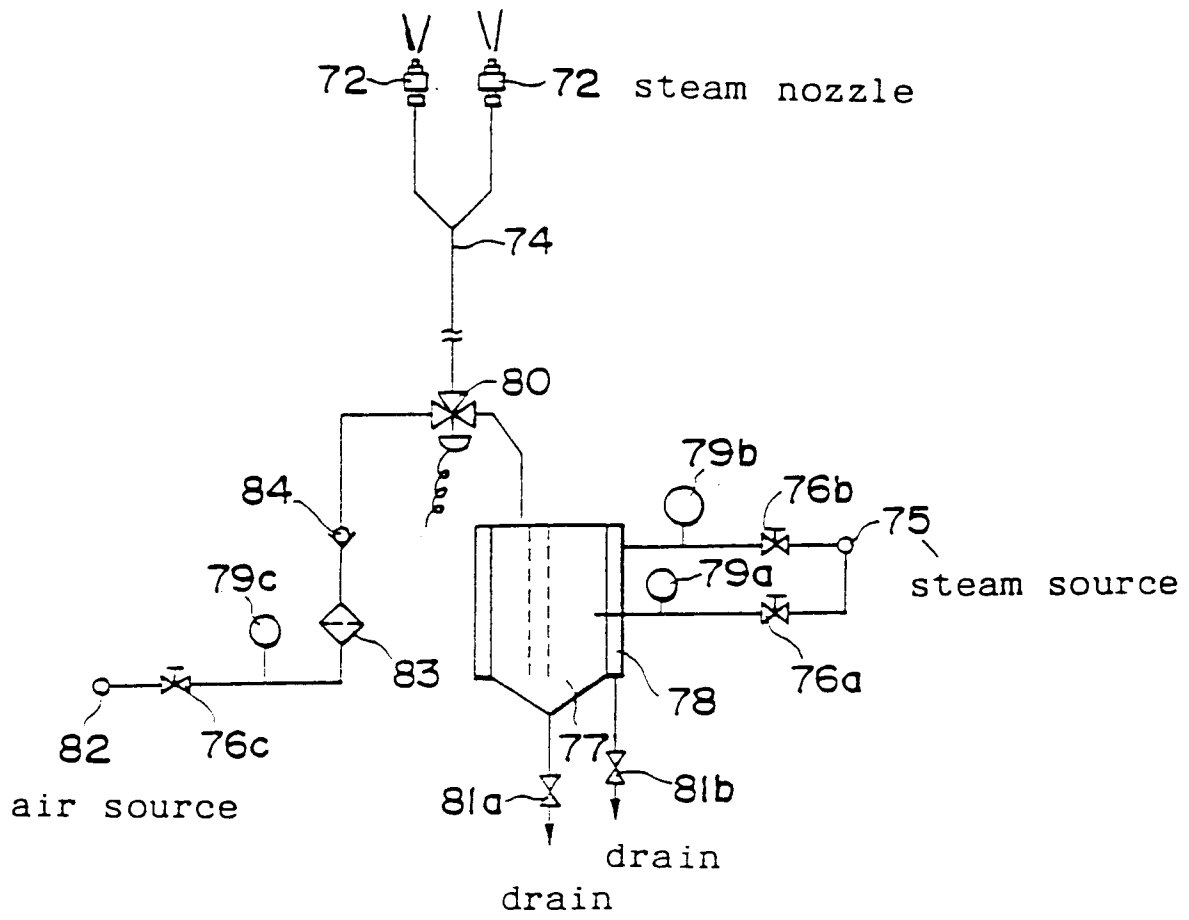 72
72 steam nozzle
74
80
79b
76b
84
75
steam source
79c
79a
83
76a
78
82
76c
77
air source
81a
81b
drain
drain